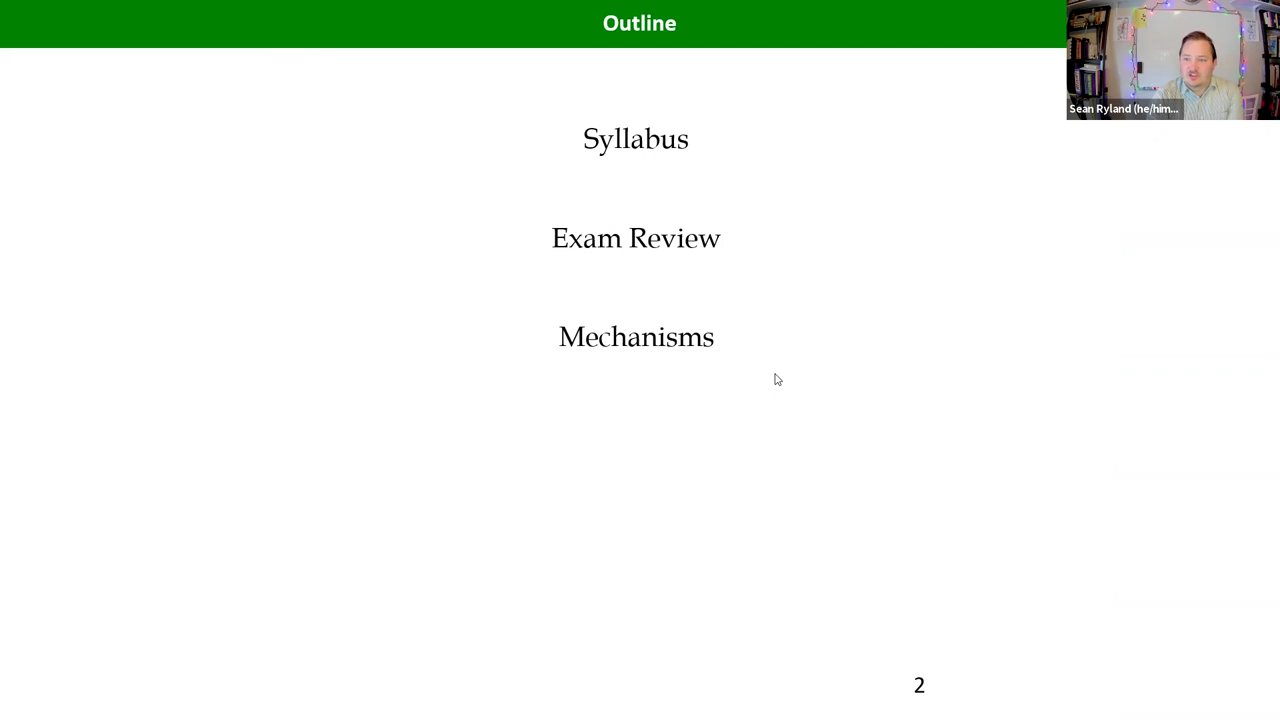 Outline
Sean Ryland (he/him...
Syllabus
Exam Review
Mechanisms
2